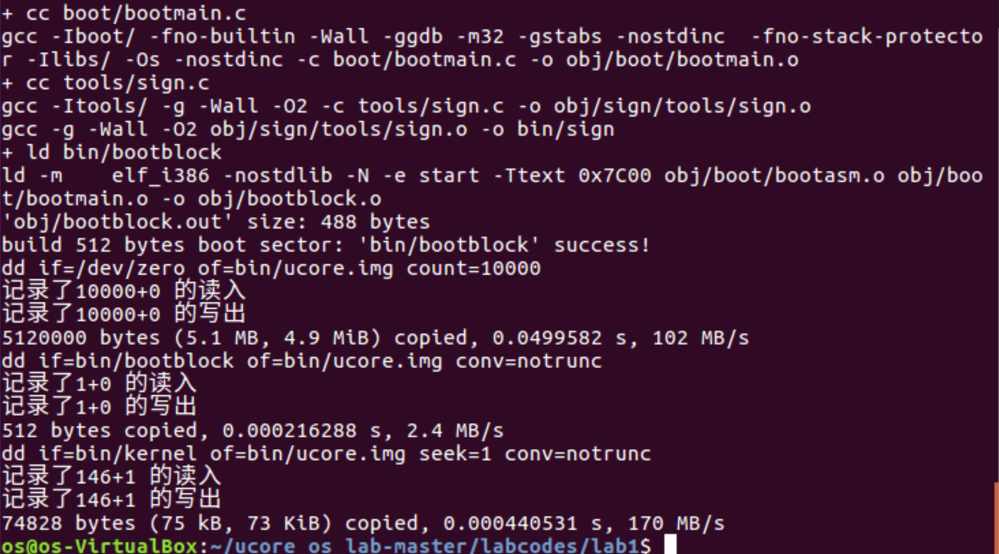 + cc boot/bootmain.c
gcc -Iboot/ -fno-builtin -Wall -ggdb -m32 -gstabs -nostdinc  -fno-stack-protecto
r -Ilibs/ -Os -nostdinc -c boot/bootmain.c -o obj/boot/bootmain.o
+ cc tools/sign.c
gcc -Itools/ -g -Wall -O2 -c tools/sign.c -o obj/sign/tools/sign.o
gcc -g -Wall -O2 obj/sign/tools/sign.o -o bin/sign
+ ld bin/bootblock
ld -m    elf_i386 -nostdlib -N -e start -Ttext 0x7C00 obj/boot/bootasm.o obj/boo
t/bootmain.o -o obj/bootblock.o
'obj/bootblock.out' size: 488 bytes
build 512 bytes boot sector: 'bin/bootblock' success!
dd if=/dev/zero of=bin/ucore.img count=10000
记录了10000+0 的读入
记录了10000+0 的写出
5120000 bytes (5.1 MB, 4.9 MiB) copied, 0.0499582 s, 102 MB/s
dd if=bin/bootblock of=bin/ucore.img conv=notrunc
记录了1+0 的读入
记录了1+0 的写出
512 bytes copied, 0.000216288 s, 2.4 MB/s
dd if=bin/kernel of=bin/ucore.img seek=1 conv=notrunc
记录了146+1 的读入
记录了146+1 的写出
74828 bytes (75 kB, 73 KiB) copied, 0.000440531 s, 170 MB/s
os@os-VirtualBox:~/ucore_os_lab-master/labcodes/lab1$